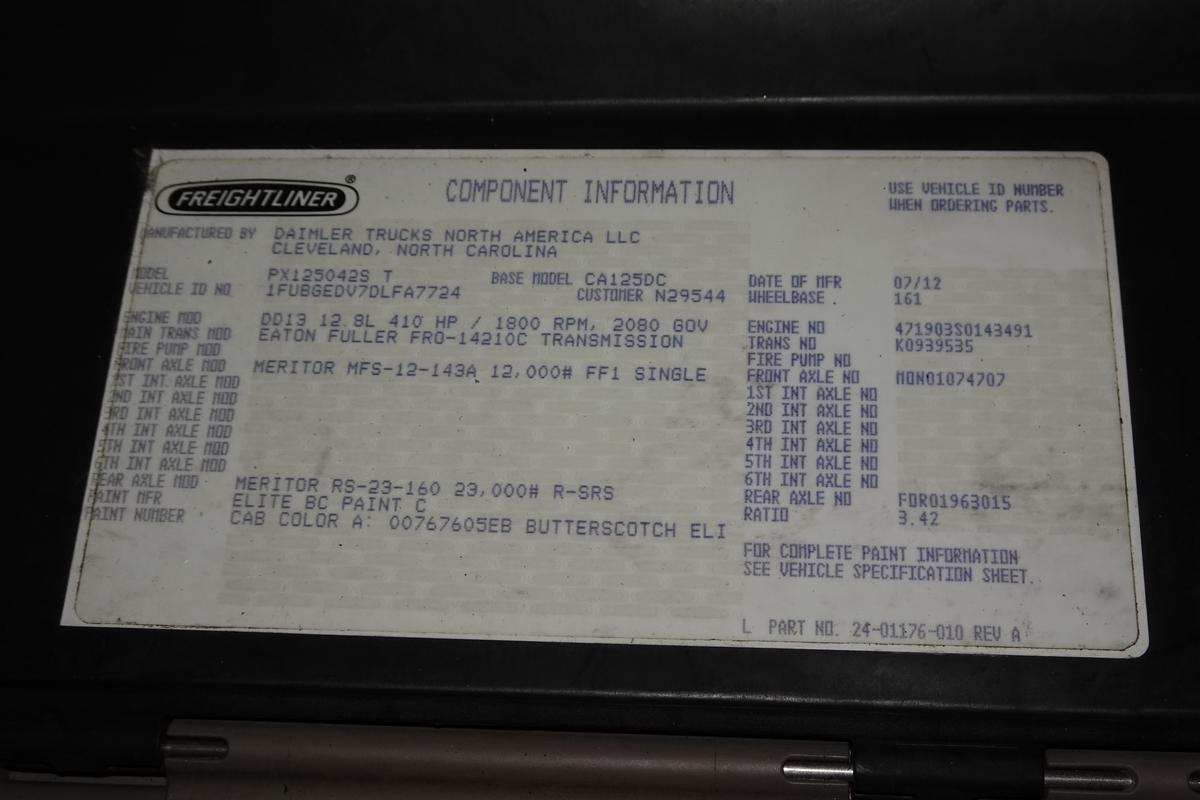 FREIGHTLINER®
COMPONENT INFORMATION
USE VEHICLE ID NUMBER
WHEN ORDERING PARTS.
MANUFACTURED BY DAIMLER TRUCKS NORTH AMERICA LLC
CLEVELAND, NORTH CAROLINA
MODEL PX125042S T BASE MODEL CA125DC
VEHICLE ID NO 1FUBGEDV7DLFA7724 CUSTOMER N29544
ENGINE MOD DD13 12.8L 410 HP / 1800 RPM, 2080 GOV
MAIN TRANS MOD EATON FULLER FRO-14210C TRANSMISSION
FIRE PUMP MOD
FRONT AXLE MOD MERITOR MFS-12-143A 12,000# FF1 SINGLE
1ST INT. AXLE MOD
2ND INT AXLE MOD
3RD INT AXLE MOD
4TH INT AXLE MOD
5TH INT AXLE MOD
6TH INT AXLE MOD
REAR AXLE MOD MERITOR RS-23-160 23,000# R-SRS
PAINT MFR ELITE BC PAINT C
PAINT NUMBER CAB COLOR A: 00767605EB BUTTERSCOTCH ELI
DATE OF MFR 07/12
WHEELBASE 161
ENGINE NO 471903S0143491
TRANS NO K0939535
FIRE PUMP NO
FRONT AXLE NO MON01074707
1ST INT AXLE NO
2ND INT AXLE NO
3RD INT AXLE NO
4TH INT AXLE NO
5TH INT AXLE NO
6TH INT AXLE NO
REAR AXLE NO FOR01963015
RATIO 3.42
FOR COMPLETE PAINT INFORMATION
SEE VEHICLE SPECIFICATION SHEET.
L PART NO. 24-01176-010 REV A